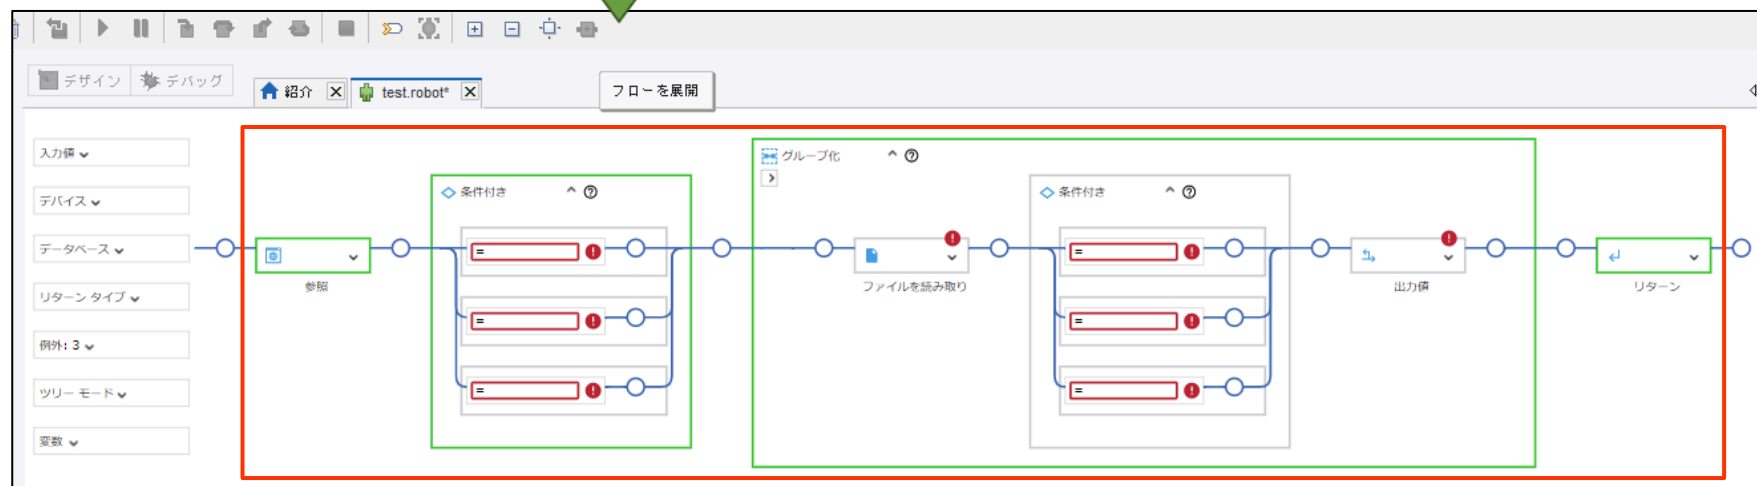 デザイン デバッグ
紹介 test.robot* フローを展開
入力値
デバイス
データベース
リターン タイプ
例外: 3
ツリー モード
変数
参照
条件付き
=
=
=
グループ化
ファイルを読み取り
条件付き
=
=
=
出力値
リターン